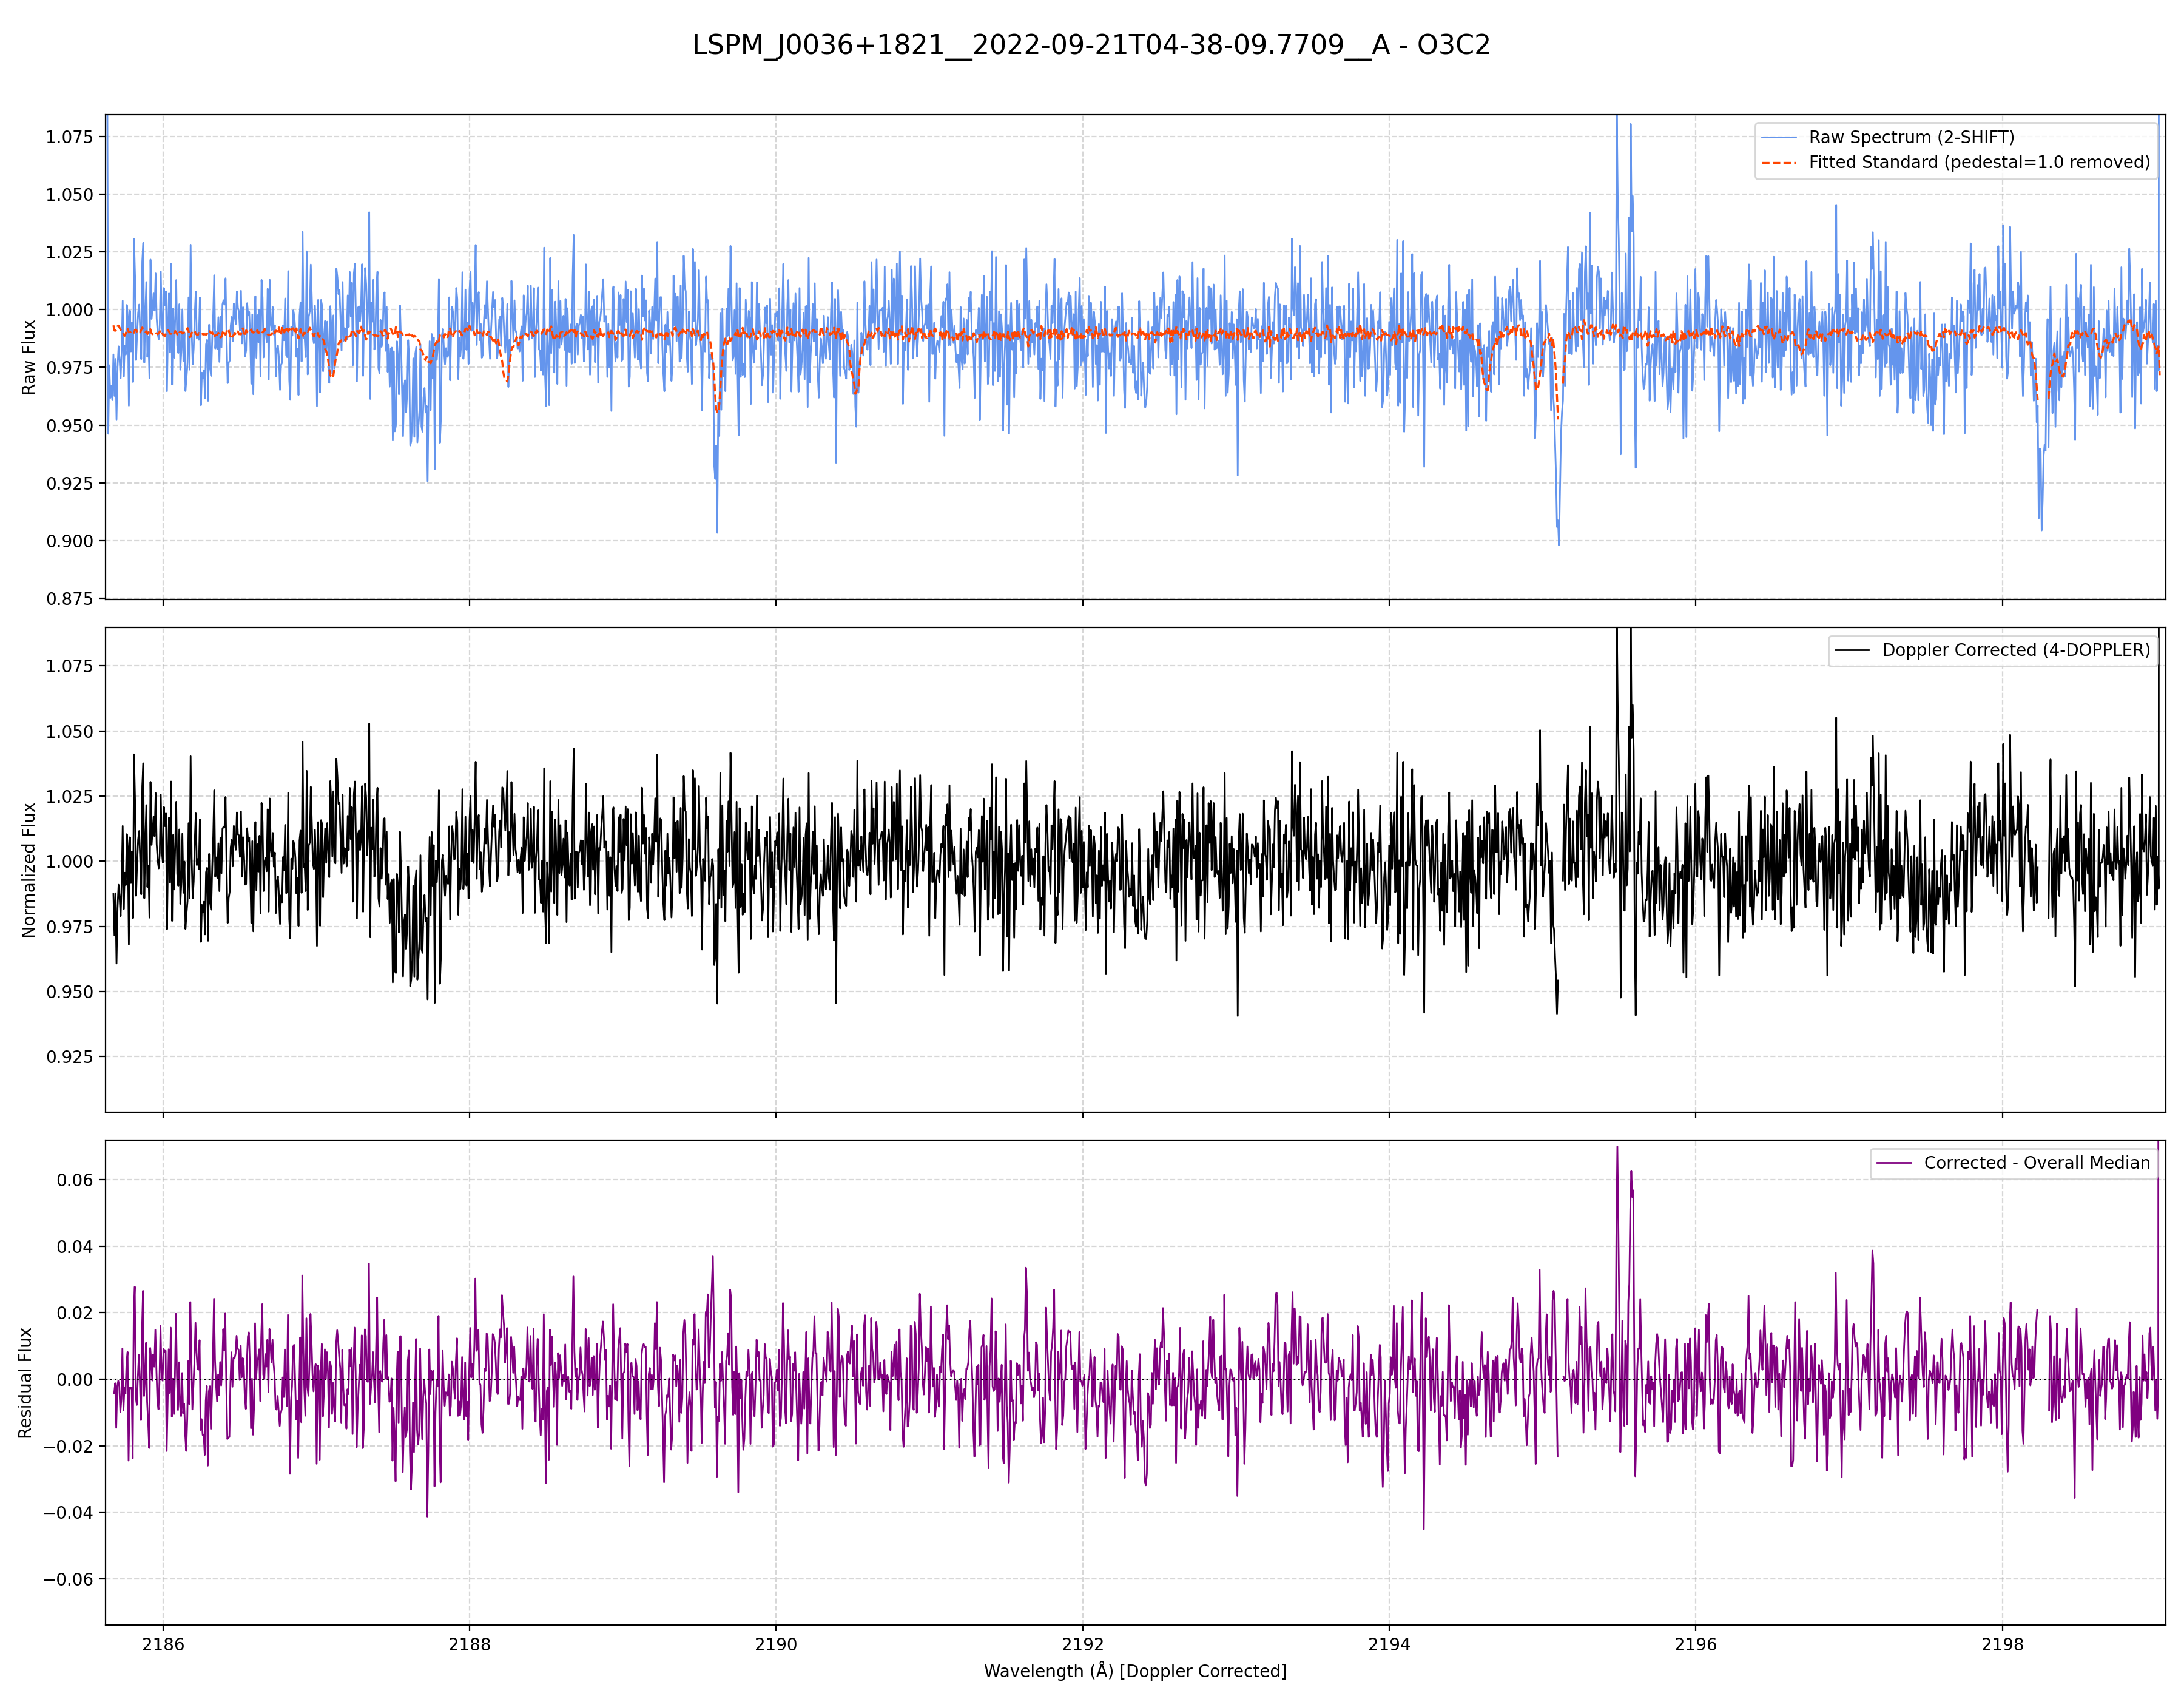 LSPM_J0036+1821__2022-09-21T04-38-09.7709__A - O3C2
Raw Flux
1.075
1.050
1.025
1.000
0.975
0.950
0.925
0.900
0.875
Raw Spectrum (2-SHIFT)
Fitted Standard (pedestal=1.0 removed)
Normalized Flux
1.075
1.050
1.025
1.000
0.975
0.950
0.925
Doppler Corrected (4-DOPPLER)
Residual Flux
0.06
0.04
0.02
0.00
−0.02
−0.04
−0.06
Corrected - Overall Median
2186 2188 2190 2192 2194 2196 2198
Wavelength (Å) [Doppler Corrected]